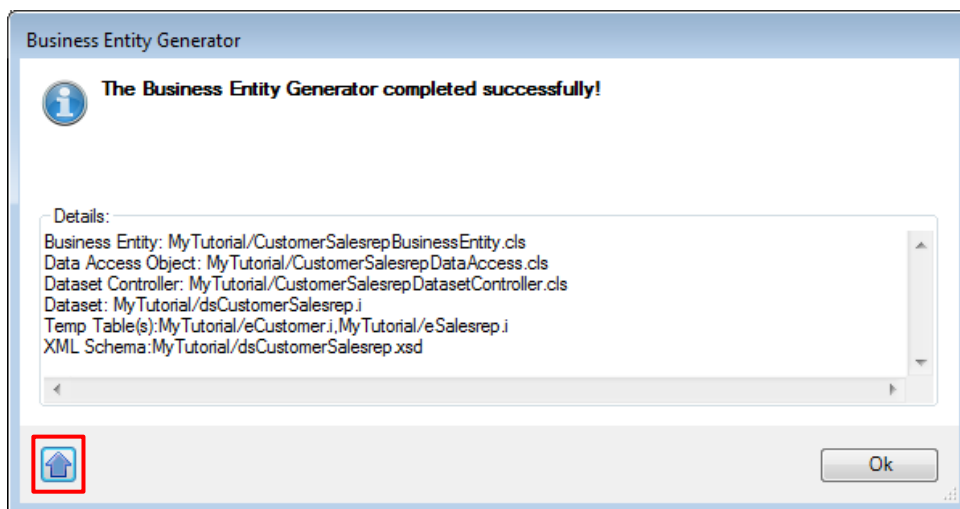 Business Entity Generator
The Business Entity Generator completed successfully!
Details:
Business Entity: MyTutorial/CustomerSalesrepBusinessEntity.cls
Data Access Object: MyTutorial/CustomerSalesrepDataAccess.cls
Dataset Controller: MyTutorial/CustomerSalesrepDatasetController.cls
Dataset: MyTutorial/dsCustomerSalesrep.i
Temp Table(s):MyTutorial/eCustomer.i,MyTutorial/eSalesrep.i
XML Schema:MyTutorial/dsCustomerSalesrep.xsd
Ok